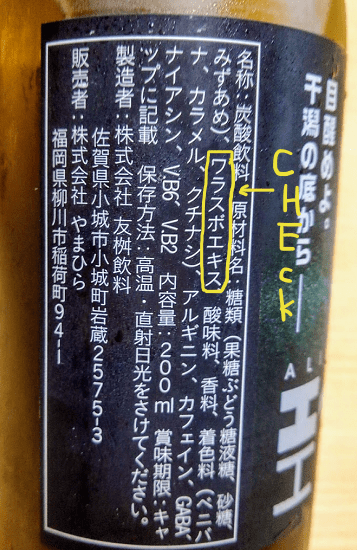 目醒めよ。
干潟の底から
ALI
エ
名称：炭酸飲料 原材料名：糖類（果糖ぶどう糖液糖、砂糖、
みずあめ）、ワラスボエキス、酸味料、香料、着色料（ベニバ
ナ、カラメル、クチナシ）、アルギニン、カフェイン、GABA、
ナイアシン、VB6、VB2 内容量：200ml 賞味期限：キャ
ップに記載 保存方法：高温・直射日光をさけてください。
製造者：株式会社 友桝飲料
佐賀県小城市小城町岩蔵2575-3
販売者：株式会社 やまひら
福岡県柳川市稲荷町94-1
CHEck